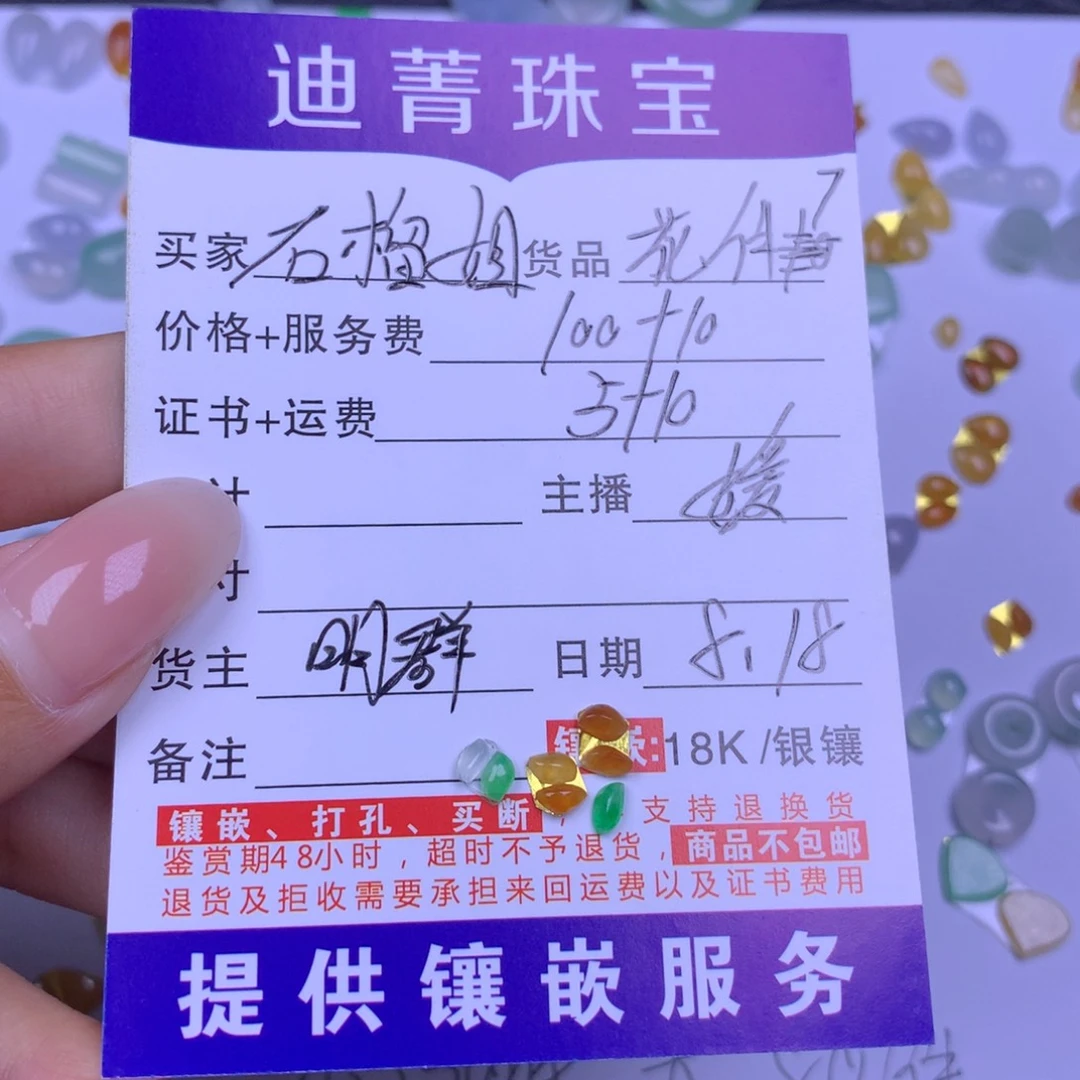 迪菁珠宝
买家 石榴姐 货品 花件 7
价格+服务费 100+10
证书+运费 5+10
计 主播 媛
寸
货主 明群 日期 8.18
备注 镶嵌:18K/银镶
镶嵌、打孔、买断，支持退换货
鉴赏期48小时，超时不予退货，商品不包邮
退货及拒收需要承担来回运费以及证书费用
提供镶嵌服务